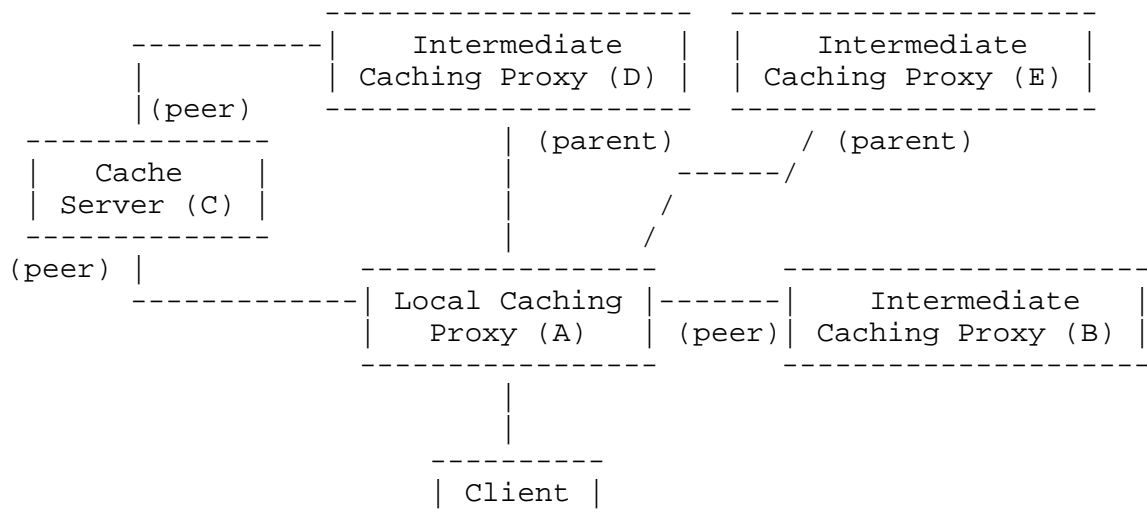 Intermediate Intermediate
Caching Proxy (D) Caching Proxy (E)
(peer)
(parent) (parent)
Cache
Server (C)
(peer)
Local Caching Intermediate
Proxy (A) (peer) Caching Proxy (B)
Client